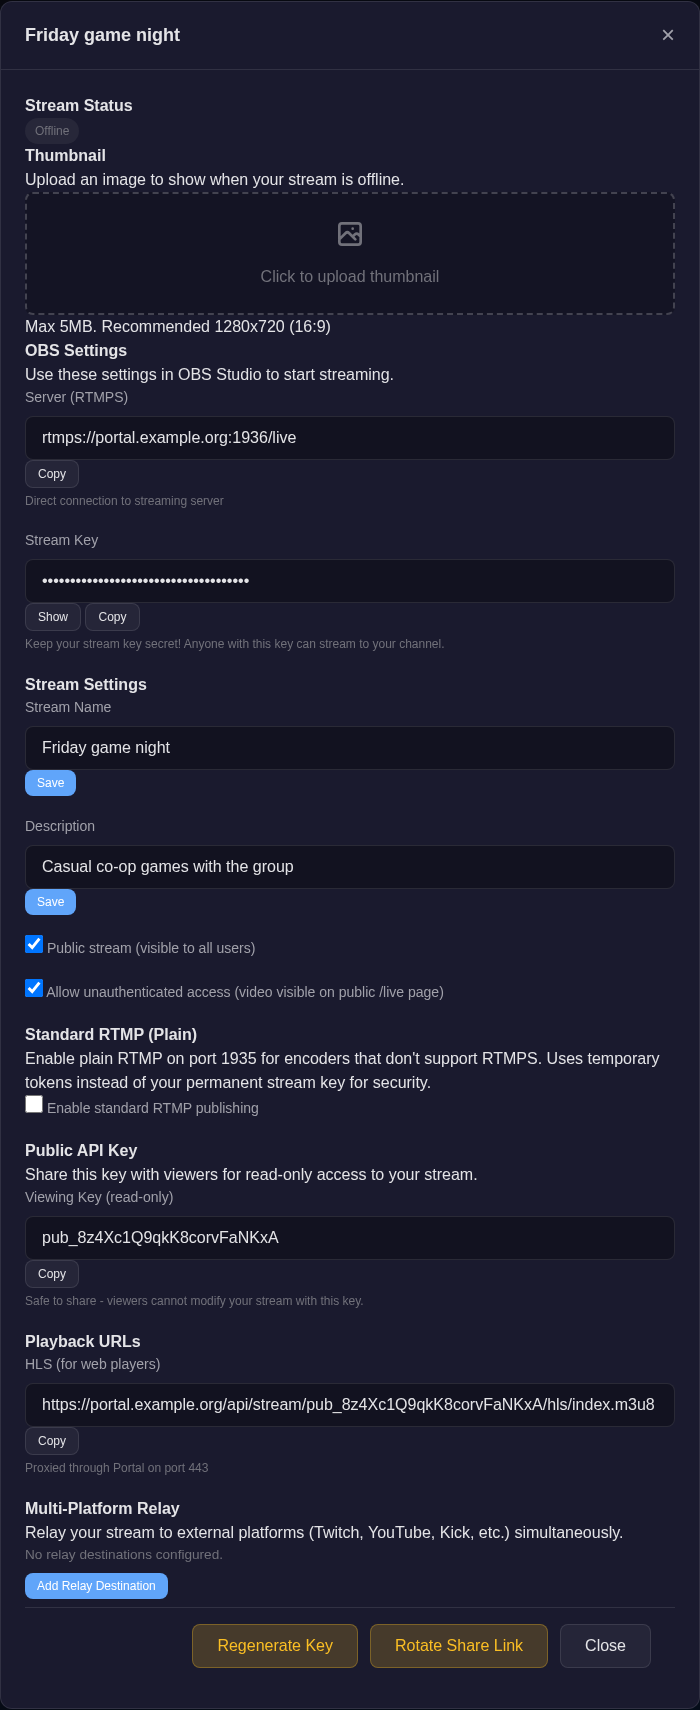 Friday game night
×
Stream Status
Offline
Thumbnail
Upload an image to show when your stream is offline.
Click to upload thumbnail
Max 5MB. Recommended 1280x720 (16:9)
OBS Settings
Use these settings in OBS Studio to start streaming.
Server (RTMPS)
rtmps://portal.example.org:1936/live
Copy
Direct connection to streaming server
Stream Key
•••••••••••••••••••••••••••••••••••••
Show Copy
Keep your stream key secret! Anyone with this key can stream to your channel.
Stream Settings
Stream Name
Friday game night
Save
Description
Casual co-op games with the group
Save
Public stream (visible to all users)
Allow unauthenticated access (video visible on public /live page)
Standard RTMP (Plain)
Enable plain RTMP on port 1935 for encoders that don't support RTMPS. Uses temporary
tokens instead of your permanent stream key for security.
Enable standard RTMP publishing
Public API Key
Share this key with viewers for read-only access to your stream.
Viewing Key (read-only)
pub_8z4Xc1Q9qkK8corvFaNKxA
Copy
Safe to share - viewers cannot modify your stream with this key.
Playback URLs
HLS (for web players)
https://portal.example.org/api/stream/pub_8z4Xc1Q9qkK8corvFaNKxA/hls/index.m3u8
Copy
Proxied through Portal on port 443
Multi-Platform Relay
Relay your stream to external platforms (Twitch, YouTube, Kick, etc.) simultaneously.
No relay destinations configured.
Add Relay Destination
Regenerate Key Rotate Share Link Close